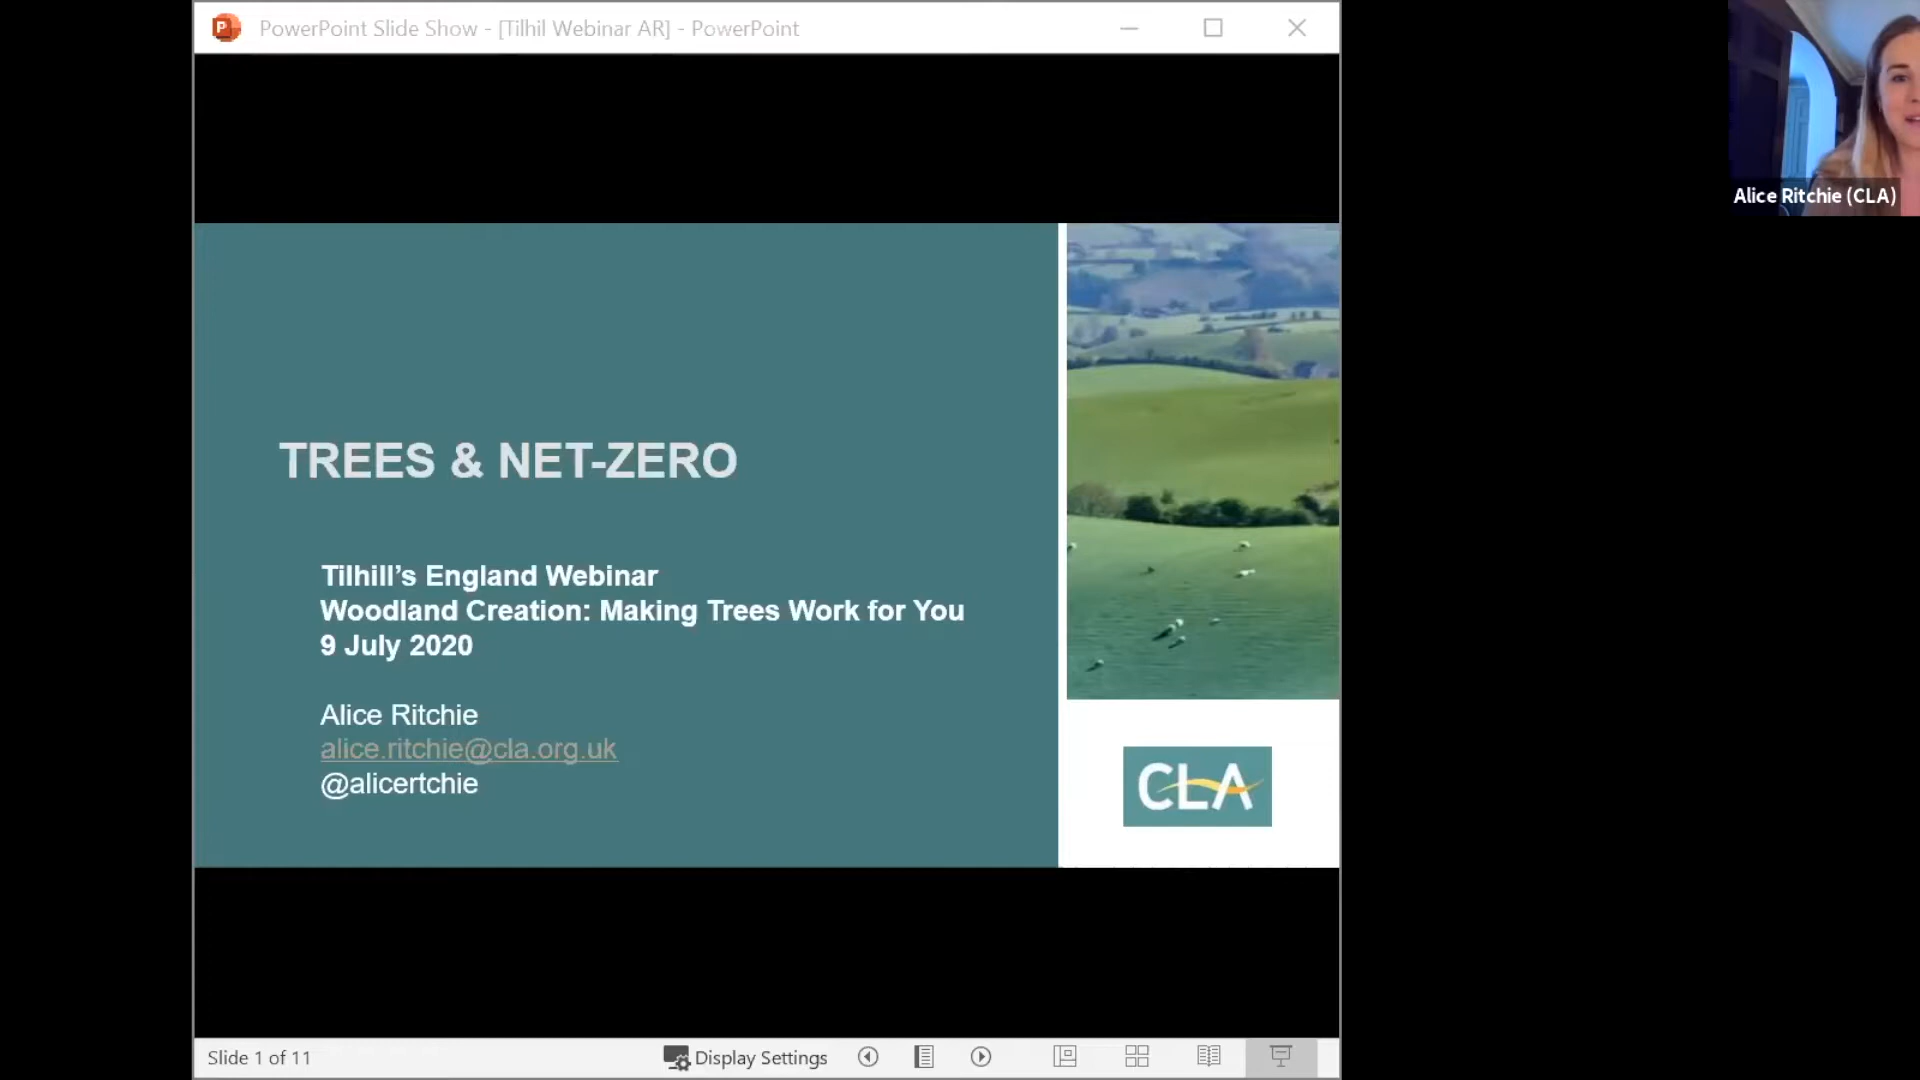 PowerPoint Slide Show - [Tilhil Webinar AR] - PowerPoint
Alice Ritchie (CLA)
TREES & NET-ZERO
Tilhill’s England Webinar
Woodland Creation: Making Trees Work for You
9 July 2020
Alice Ritchie
alice.ritchie@cla.org.uk
@alicertchie
CLA
Slide 1 of 11
Display Settings